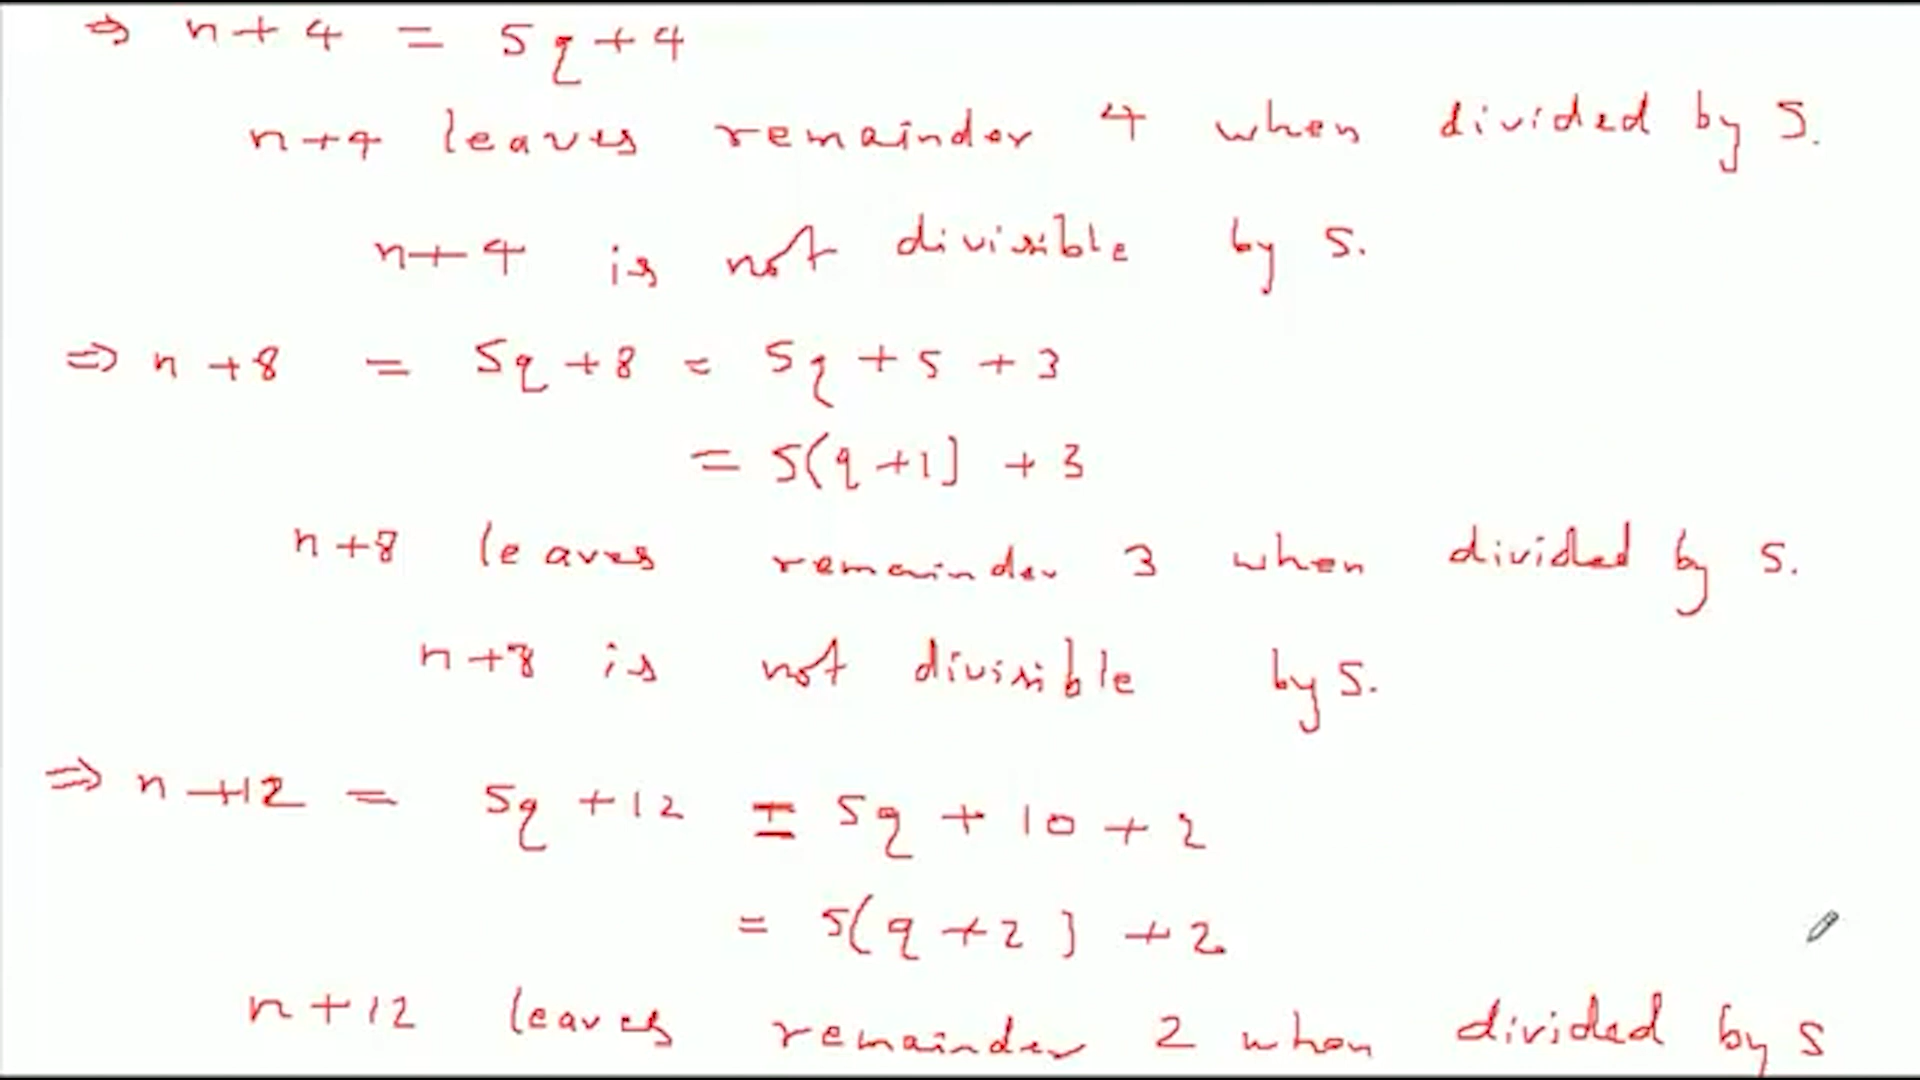 ⇒ n + 4 = 5q + 4
n+4 leaves remainder 4 when divided by 5.
n+4 is not divisible by 5.
⇒ n + 8 = 5q + 8 = 5q + 5 + 3
= 5(q+1) + 3
n+8 leaves remainder 3 when divided by 5.
n+8 is not divisible by 5.
⇒ n + 12 = 5q + 12 = 5q + 10 + 2
= 5(q+2) + 2
n+12 leaves remainder 2 when divided by 5